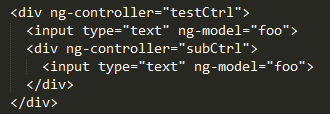 <div ng-controller="testCtrl">
  <input type="text" ng-model="foo">
  <div ng-controller="subCtrl">
    <input type="text" ng-model="foo">
  </div>
</div>